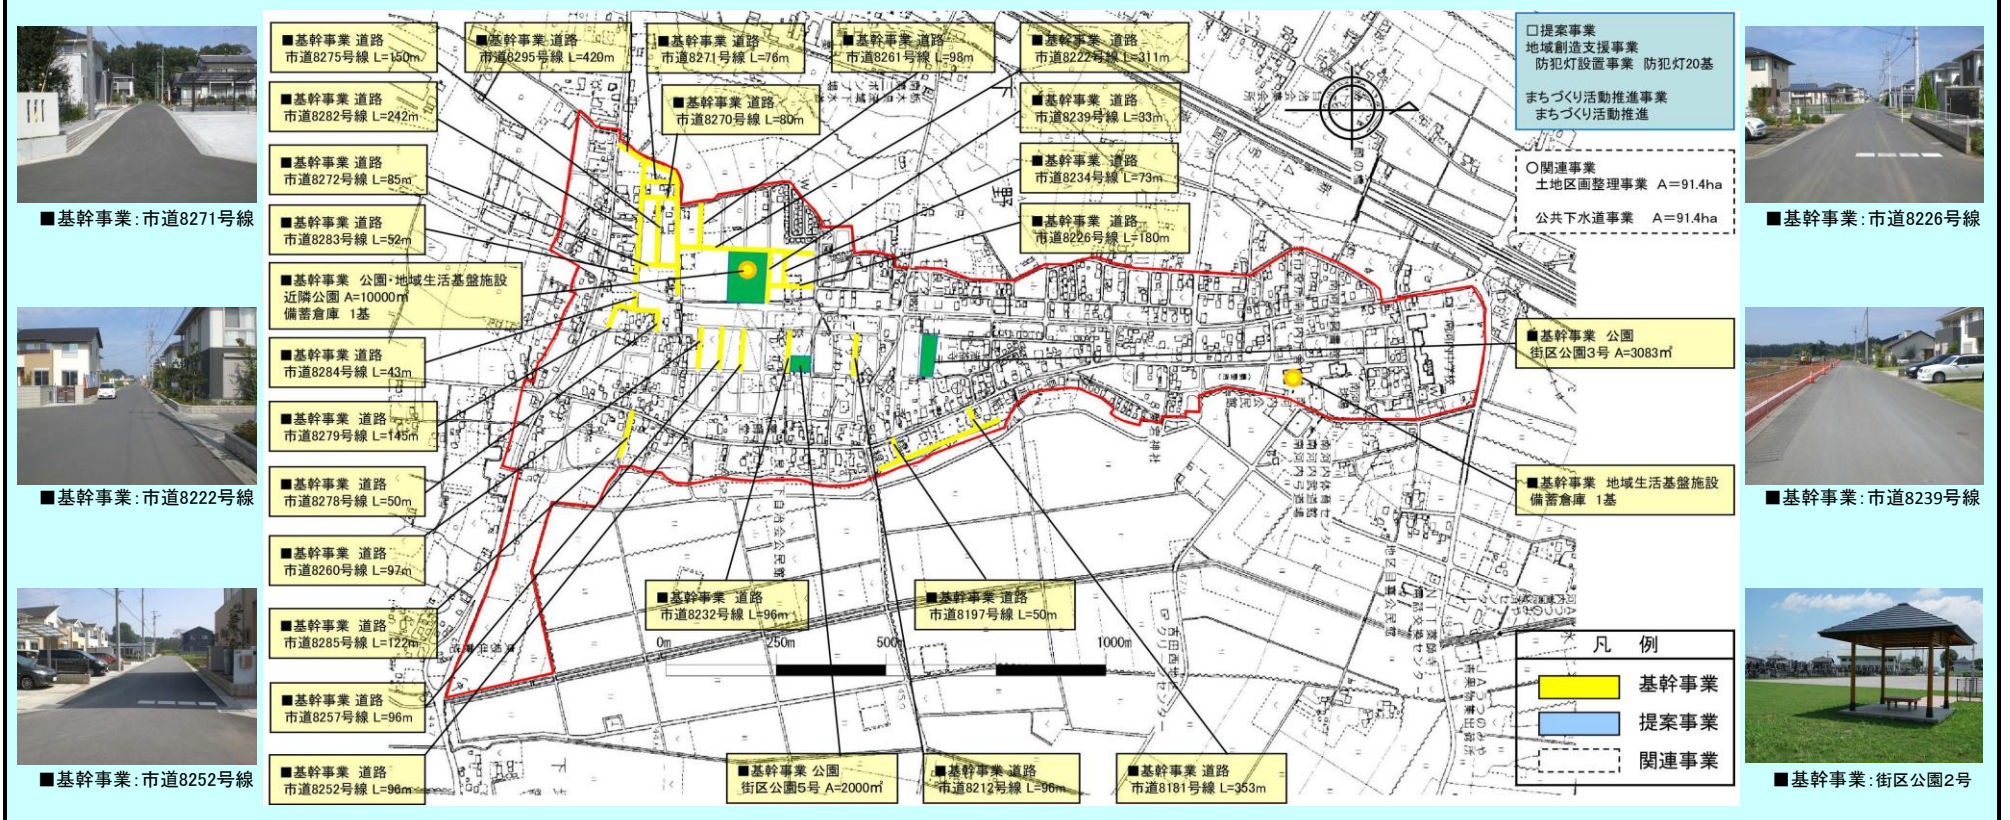 ■基幹事業 道路
市道8275号線 L=150m
■基幹事業 道路
市道8295号線 L=420m
■基幹事業 道路
市道8271号線 L=76m
■基幹事業 道路
市道8261号線 L=98m
■基幹事業 道路
市道8222号線 L=311m
■基幹事業 道路
市道8282号線 L=242m
■基幹事業 道路
市道8270号線 L=80m
■基幹事業 道路
市道8239号線 L=33m
■基幹事業 道路
市道8272号線 L=85m
■基幹事業 道路
市道8234号線 L=73m
■基幹事業 道路
市道8283号線 L=52m
■基幹事業 道路
市道8226号線 L=180m
■基幹事業 公園・地域生活基盤施設
近隣公園 A=10000㎡
備蓄倉庫 1基
■基幹事業 道路
市道8284号線 L=43m
■基幹事業 道路
市道8279号線 L=145m
■基幹事業 道路
市道8278号線 L=50m
■基幹事業 道路
市道8260号線 L=97m
■基幹事業 道路
市道8285号線 L=122m
■基幹事業 道路
市道8257号線 L=96m
■基幹事業 道路
市道8252号線 L=96m
■基幹事業 道路
市道8232号線 L=96m
■基幹事業 道路
市道8197号線 L=50m
■基幹事業 公園
街区公園5号 A=2000㎡
■基幹事業 道路
市道8212号線 L=96m
■基幹事業 道路
市道8181号線 L=353m
0m
250m
500m
1000m
□提案事業
地域創造支援事業
防犯灯設置事業 防犯灯20基
まちづくり活動推進事業
まちづくり活動推進
○関連事業
土地区画整理事業 A=91.4ha
公共下水道事業 A=91.4ha
■基幹事業 公園
街区公園3号 A=3083㎡
■基幹事業 地域生活基盤施設
備蓄倉庫 1基
凡 例
基幹事業
提案事業
関連事業
■基幹事業:市道8271号線
■基幹事業:市道8222号線
■基幹事業:市道8252号線
■基幹事業:市道8226号線
■基幹事業:市道8239号線
■基幹事業:街区公園2号